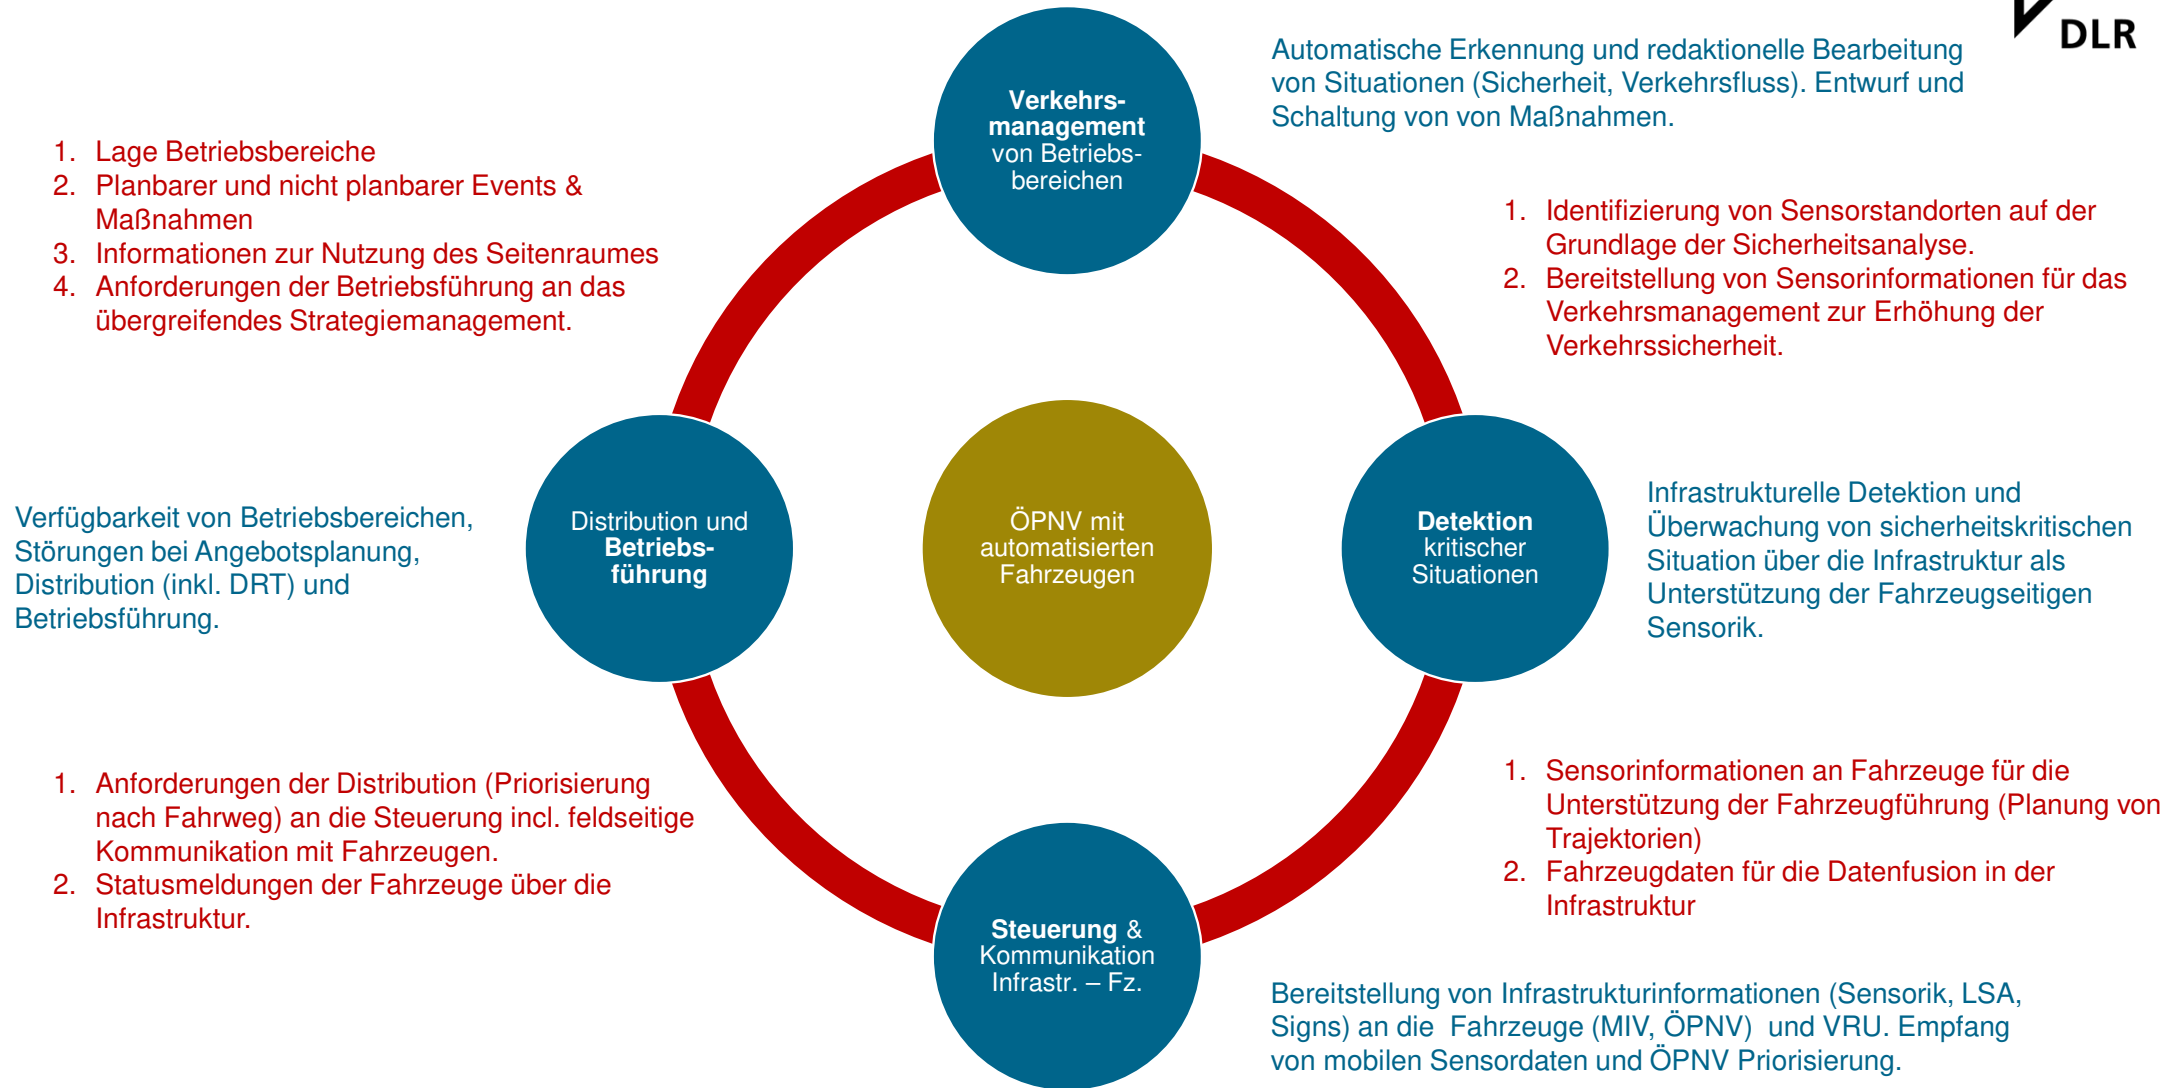 DLR
Automatische Erkennung und redaktionelle Bearbeitung
von Situationen (Sicherheit, Verkehrsfluss). Entwurf und
Schaltung von von Maßnahmen.
Verkehrs-
management
von Betriebs-
bereichen
1. Lage Betriebsbereiche
2. Planbarer und nicht planbarer Events &
Maßnahmen
3. Informationen zur Nutzung des Seitenraumes
4. Anforderungen der Betriebsführung an das
übergreifendes Strategiemanagement.
1. Identifizierung von Sensorstandorten auf der
Grundlage der Sicherheitsanalyse.
2. Bereitstellung von Sensorinformationen für das
Verkehrsmanagement zur Erhöhung der
Verkehrssicherheit.
Verfügbarkeit von Betriebsbereichen,
Störungen bei Angebotsplanung,
Distribution (inkl. DRT) und
Betriebsführung.
Distribution und
Betriebs-
führung
ÖPNV mit
automatisierten
Fahrzeugen
Detektion
kritischer
Situationen
Infrastrukturelle Detektion und
Überwachung von sicherheitskritischen
Situation über die Infrastruktur als
Unterstützung der Fahrzeugseitigen
Sensorik.
1. Anforderungen der Distribution (Priorisierung
nach Fahrweg) an die Steuerung incl. feldseitige
Kommunikation mit Fahrzeugen.
2. Statusmeldungen der Fahrzeuge über die
Infrastruktur.
1. Sensorinformationen an Fahrzeuge für die
Unterstützung der Fahrzeugführung (Planung von
Trajektorien)
2. Fahrzeugdaten für die Datenfusion in der
Infrastruktur
Steuerung &
Kommunikation
Infrastr. – Fz.
Bereitstellung von Infrastrukturinformationen (Sensorik, LSA,
Signs) an die Fahrzeuge (MIV, ÖPNV) und VRU. Empfang
von mobilen Sensordaten und ÖPNV Priorisierung.